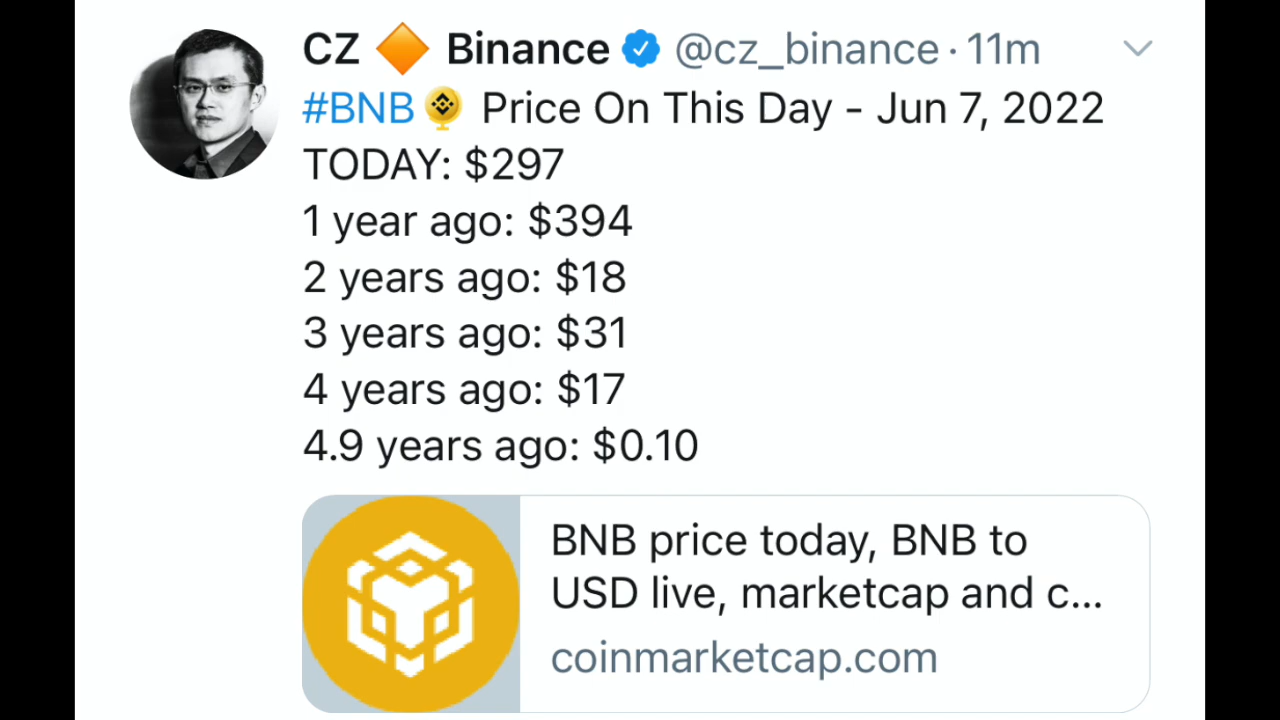 CZ 🔶 Binance @cz_binance · 11m
#BNB Price On This Day - Jun 7, 2022
TODAY: $297
1 year ago: $394
2 years ago: $18
3 years ago: $31
4 years ago: $17
4.9 years ago: $0.10
BNB price today, BNB to
USD live, marketcap and c...
coinmarketcap.com